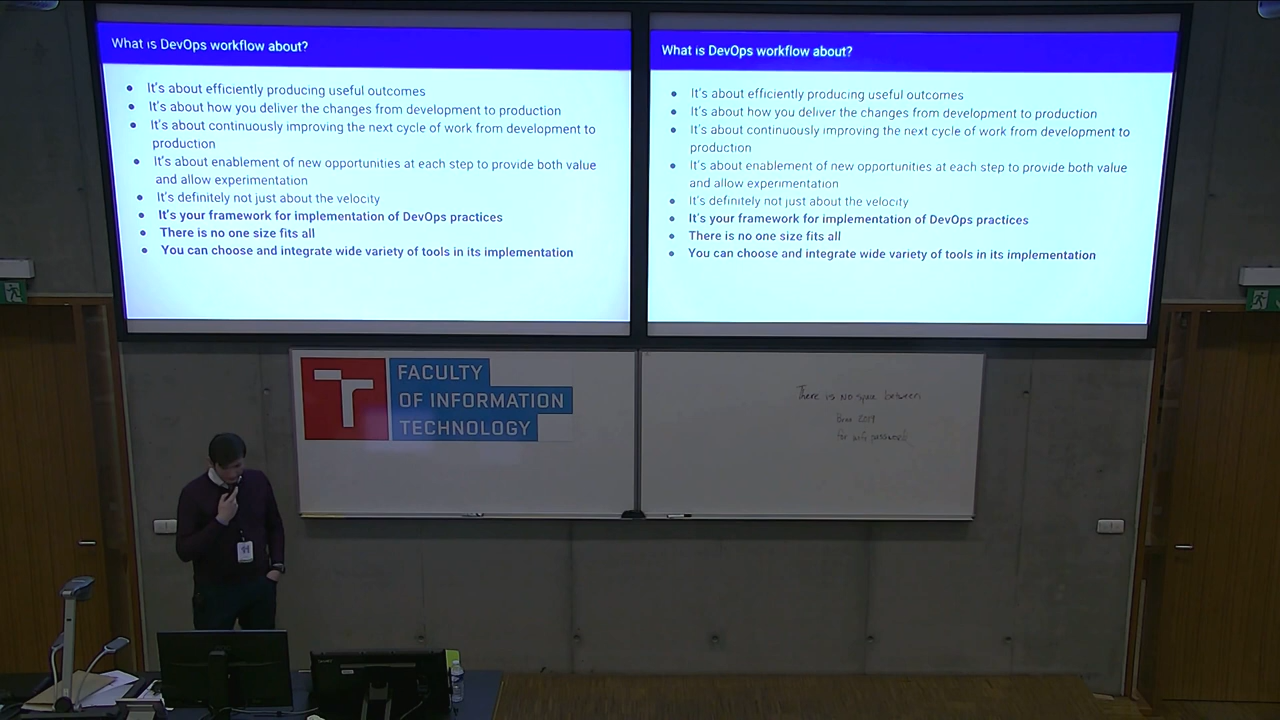 What is DevOps workflow about?
It's about efficiently producing useful outcomes
It's about how you deliver the changes from development to production
It's about continuously improving the next cycle of work from development to
production
It's about enablement of new opportunities at each step to provide both value
and allow experimentation
It's definitely not just about the velocity
It's your framework for implementation of DevOps practices
There is no one size fits all
You can choose and integrate wide variety of tools in its implementation
What is DevOps workflow about?
It's about efficiently producing useful outcomes
It's about how you deliver the changes from development to production
It's about continuously improving the next cycle of work from development to
production
It's about enablement of new opportunities at each step to provide both value
and allow experimentation
It's definitely not just about the velocity
It's your framework for implementation of DevOps practices
There is no one size fits all
You can choose and integrate wide variety of tools in its implementation
T
FACULTY
OF INFORMATION
TECHNOLOGY
There is NO space between
2019
For wifi password